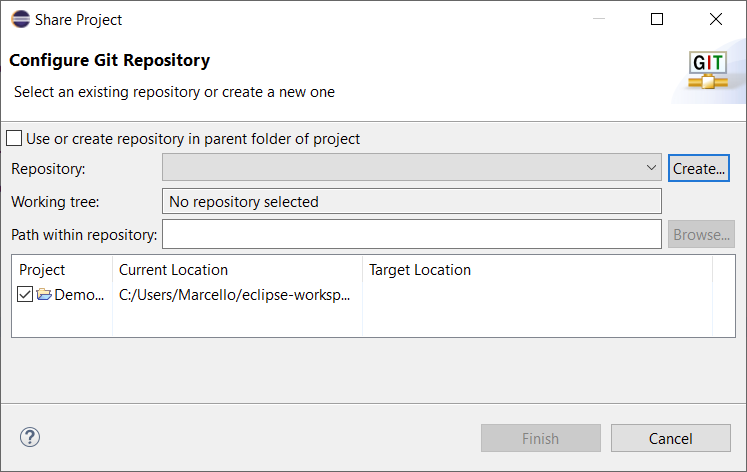 Share Project
Configure Git Repository
Select an existing repository or create a new one
GIT
Use or create repository in parent folder of project
Repository: Create...
Working tree: No repository selected
Path within repository: Browse...
Project Current Location Target Location
Demo... C:/Users/Marcello/eclipse-worksp...
? Finish Cancel